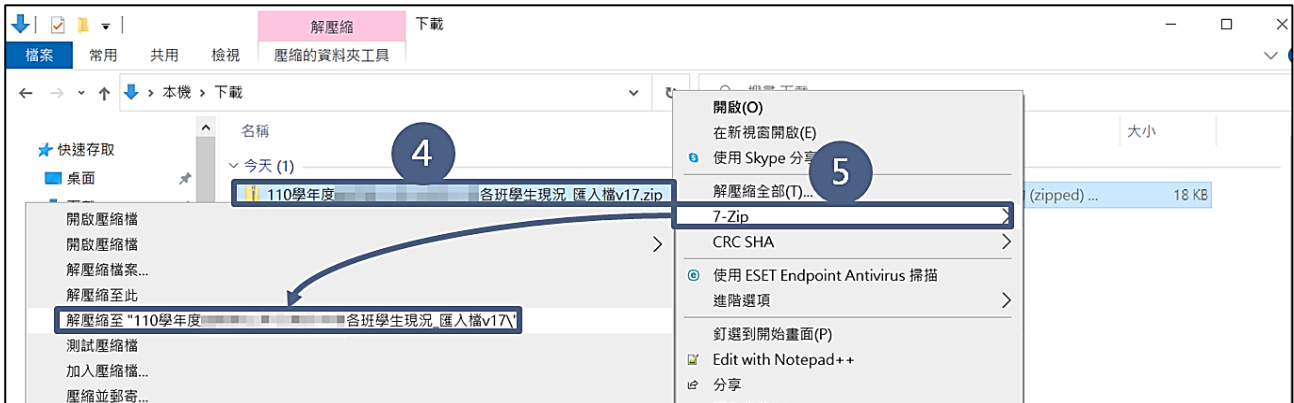 解壓縮
下載
檔案
常用
共用
檢視
壓縮的資料夾工具
本機 › 下載
名稱
大小
快速存取
今天 (1)
桌面
110學年度 各班學生現況_匯入檔v17.zip
(zipped) ...
18 KB
4
5
開啟(O)
在新視窗開啟(E)
使用 Skype 分享
解壓縮全部(T)...
7-Zip
CRC SHA
使用 ESET Endpoint Antivirus 掃描
進階選項
釘選到開始畫面(P)
Edit with Notepad++
分享
開啟壓縮檔
開啟壓縮檔
解壓縮檔案...
解壓縮至此
解壓縮至 "110學年度 各班學生現況_匯入檔v17\"
測試壓縮檔
加入壓縮檔...
壓縮並郵寄...